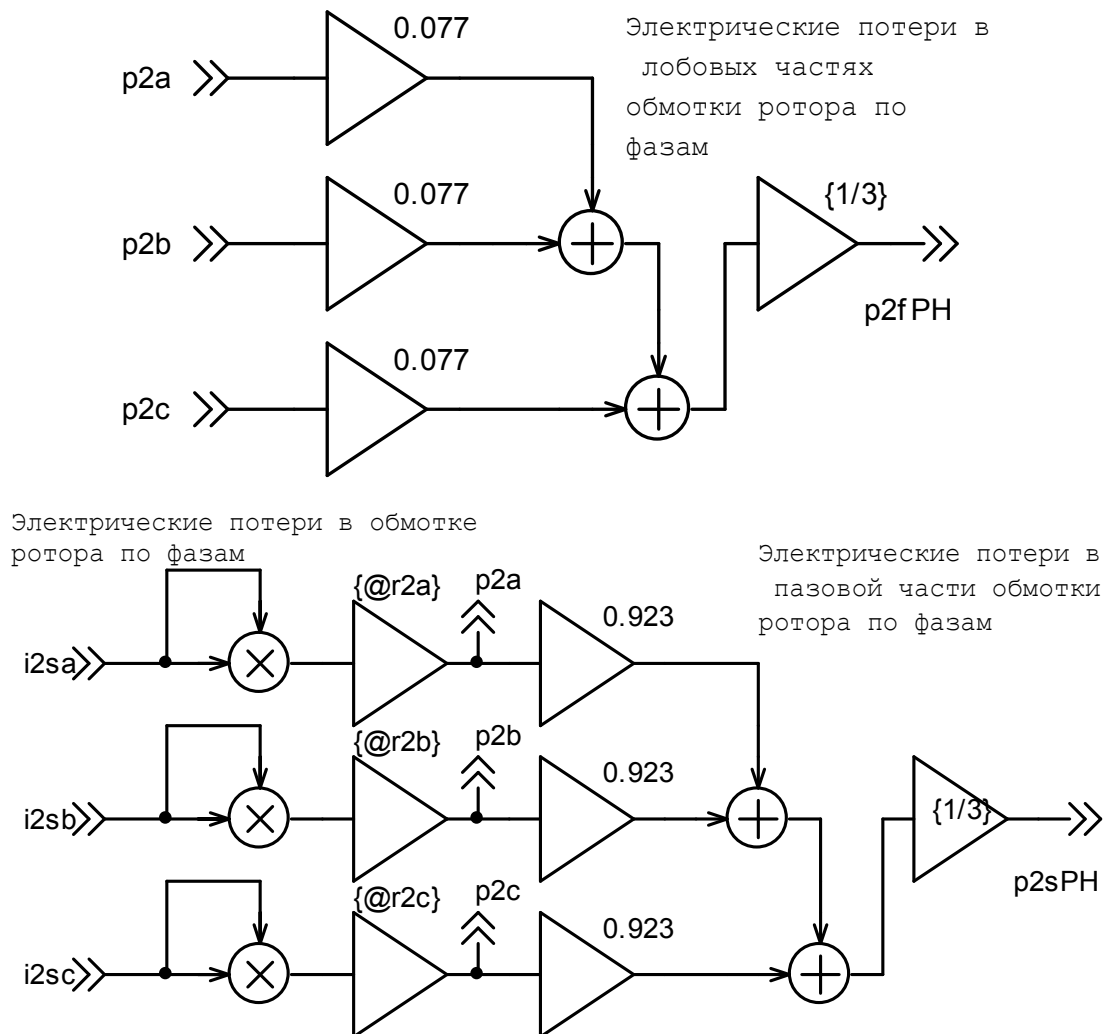 0.077
Электрические потери в
лобовых частях
обмотки ротора по
фазам
p2a
0.077
{1/3}
p2b
p2fPH
0.077
p2c
Электрические потери в обмотке
ротора по фазам
Электрические потери в
пазовой части обмотки
ротора по фазам
{@r2a}
p2a
0.923
i2sa
{@r2b}
p2b
0.923
i2sb
{1/3}
p2sPH
{@r2c}
p2c
0.923
i2sc